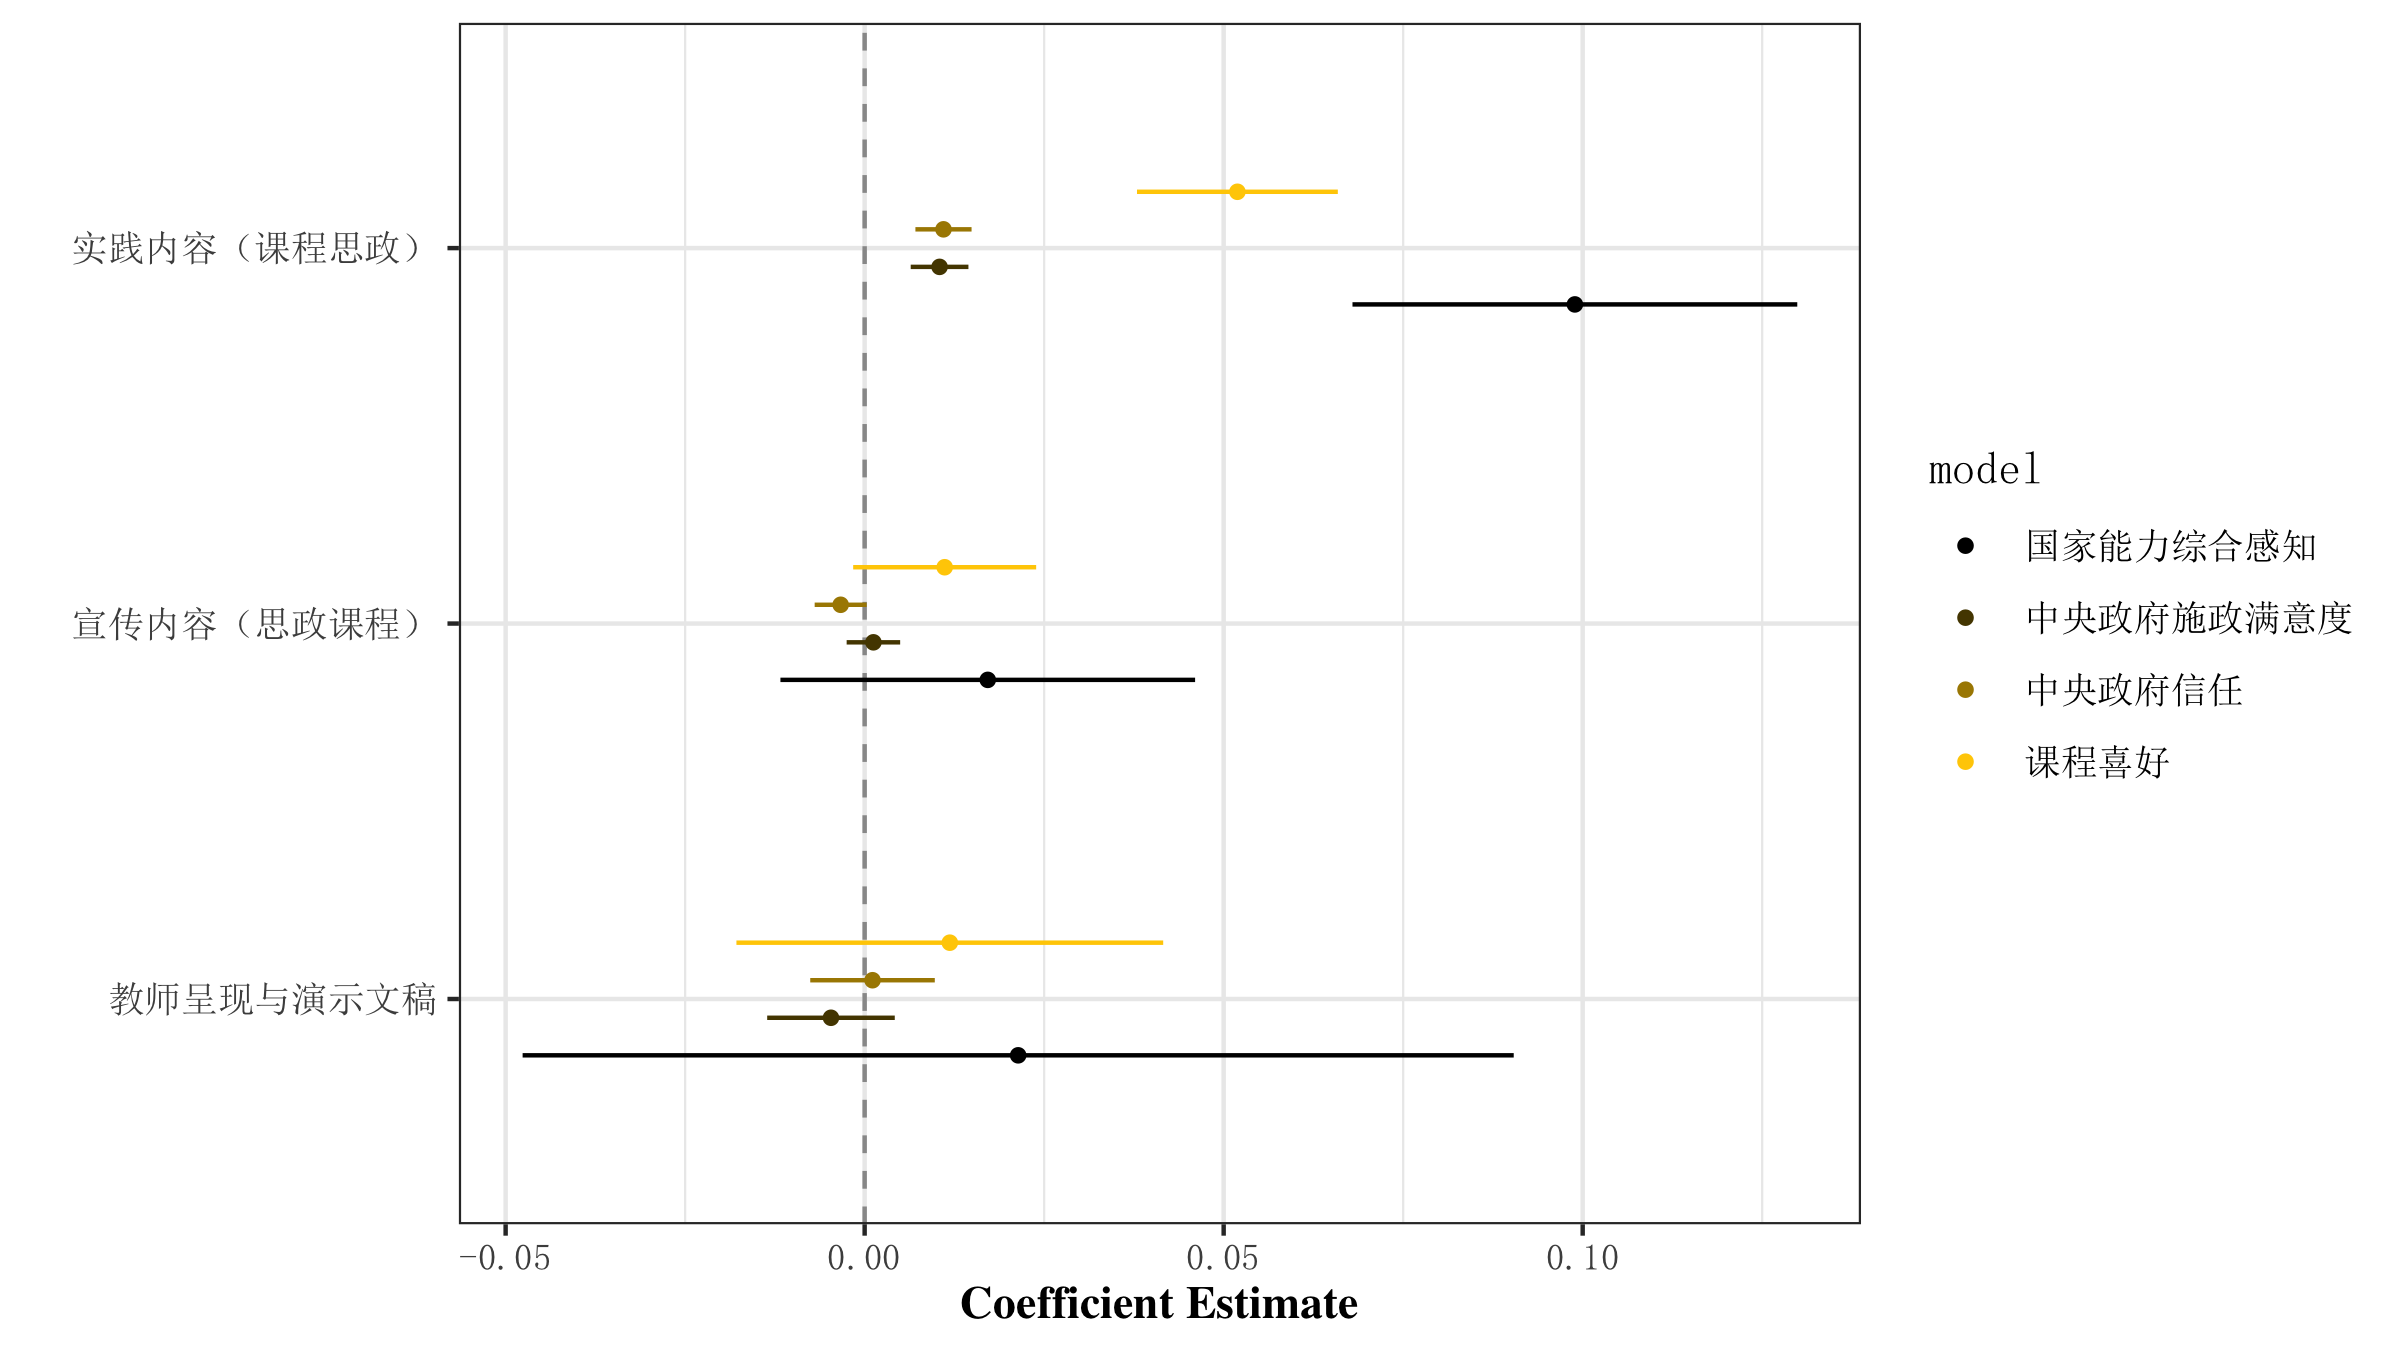 实践内容（课程思政）
宣传内容（思政课程）
教师呈现与演示文稿
-0.05 0.00 0.05 0.10
Coefficient Estimate
model
国家能力综合感知
中央政府施政满意度
中央政府信任
课程喜好